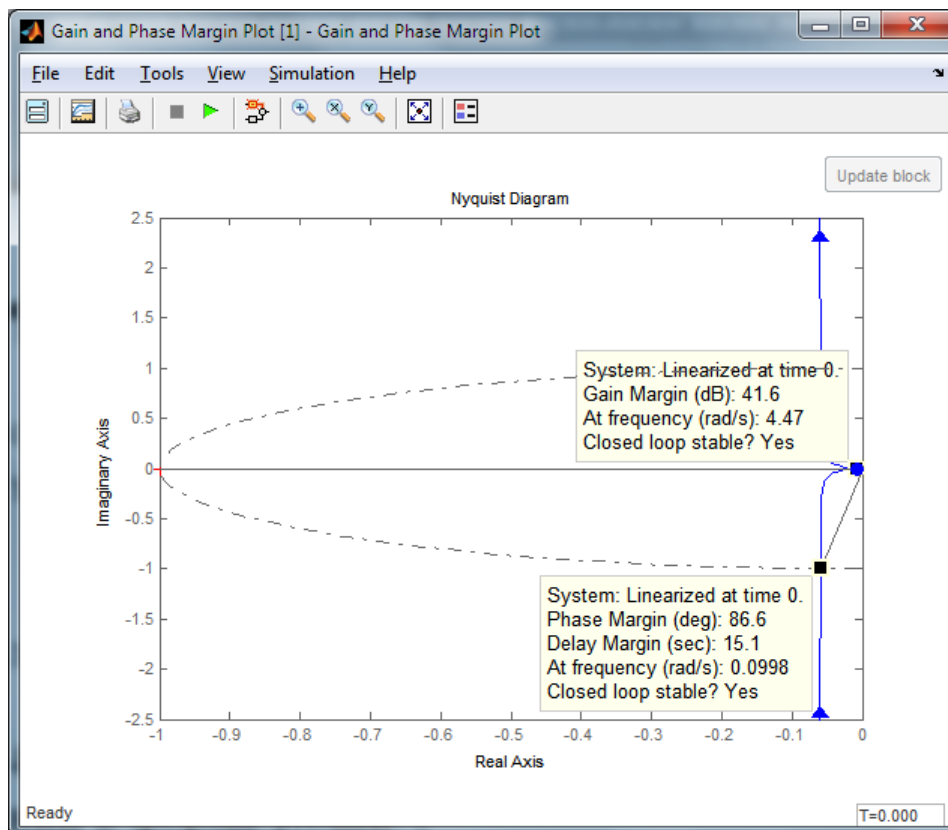 Gain and Phase Margin Plot [1] - Gain and Phase Margin Plot
File Edit Tools View Simulation Help
Update block
Nyquist Diagram
2.5
2
1.5
1
0.5
0
-0.5
-1
-1.5
-2
-2.5
Imaginary Axis
System: Linearized at time 0.
Gain Margin (dB): 41.6
At frequency (rad/s): 4.47
Closed loop stable? Yes
System: Linearized at time 0.
Phase Margin (deg): 86.6
Delay Margin (sec): 15.1
At frequency (rad/s): 0.0998
Closed loop stable? Yes
-1 -0.9 -0.8 -0.7 -0.6 -0.5 -0.4 -0.3 -0.2 -0.1 0
Real Axis
Ready T=0.000